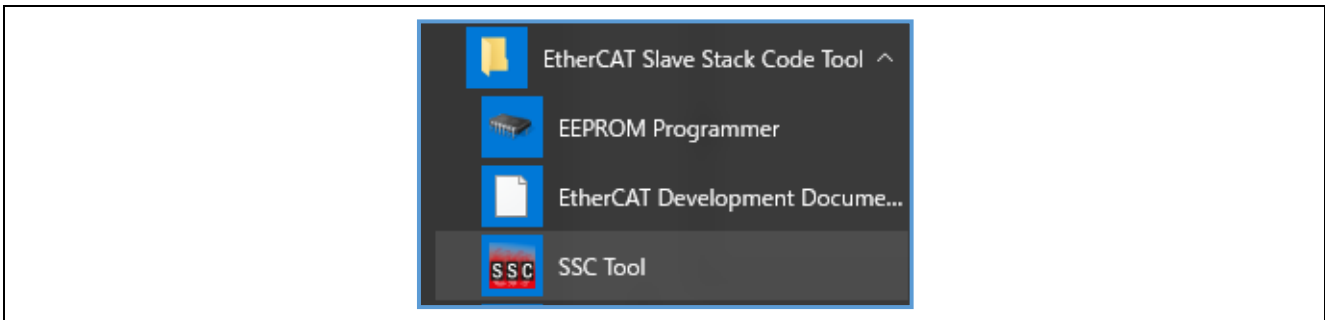 EtherCAT Slave Stack Code Tool
EEPROM Programmer
EtherCAT Development Docume...
SSC
SSC Tool